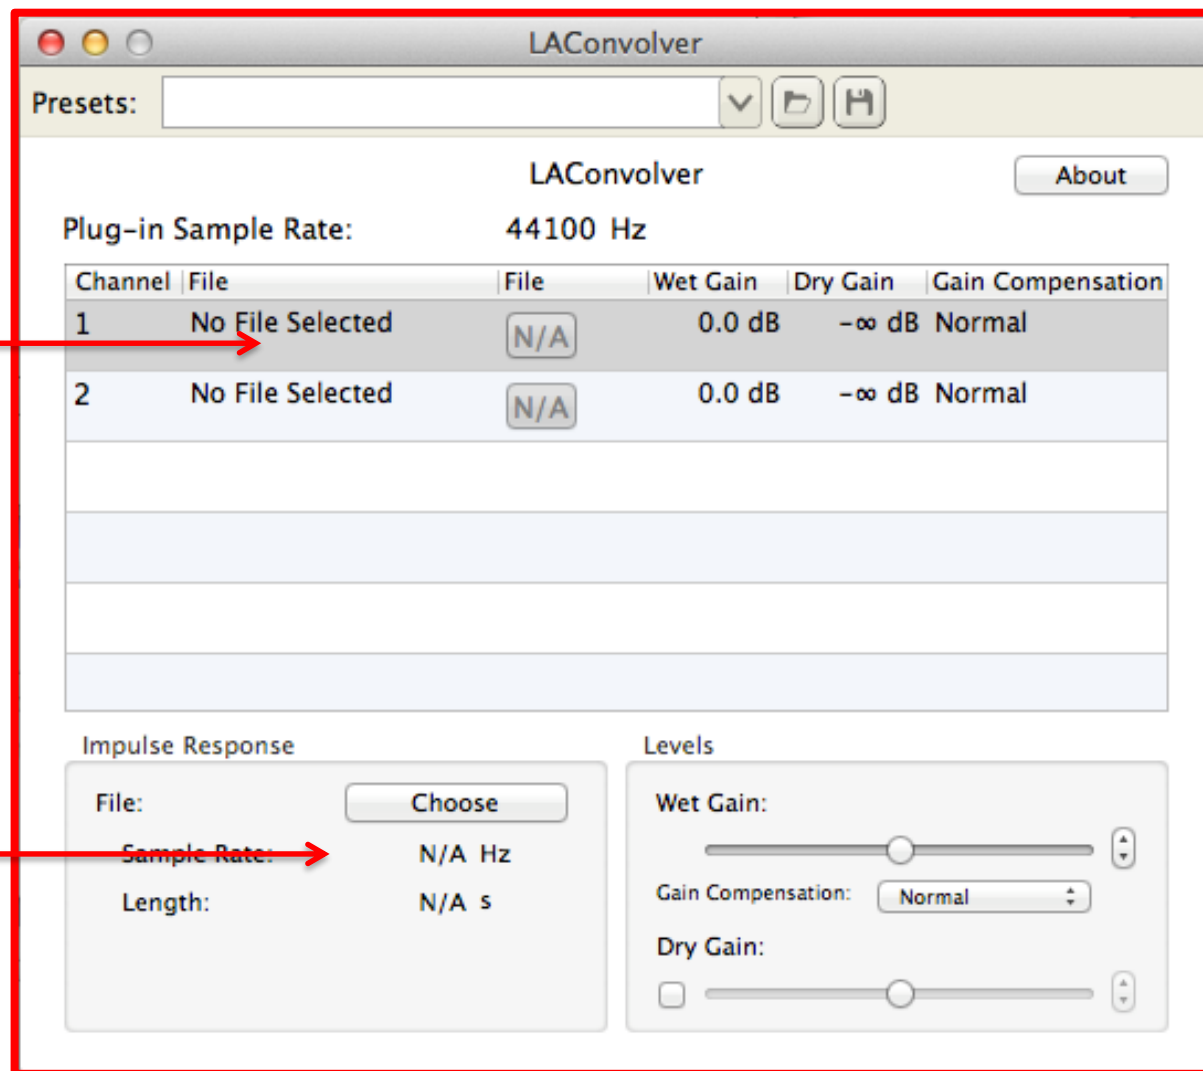 LAConvolver
Presets:
LAConvolver About
Plug-in Sample Rate: 44100 Hz
Channel File File Wet Gain Dry Gain Gain Compensation
1 No File Selected N/A 0.0 dB -∞ dB Normal
2 No File Selected N/A 0.0 dB -∞ dB Normal
Impulse Response Levels
File: Choose Wet Gain:
Sample Rate: N/A Hz
Length: N/A s Gain Compensation: Normal
Dry Gain: